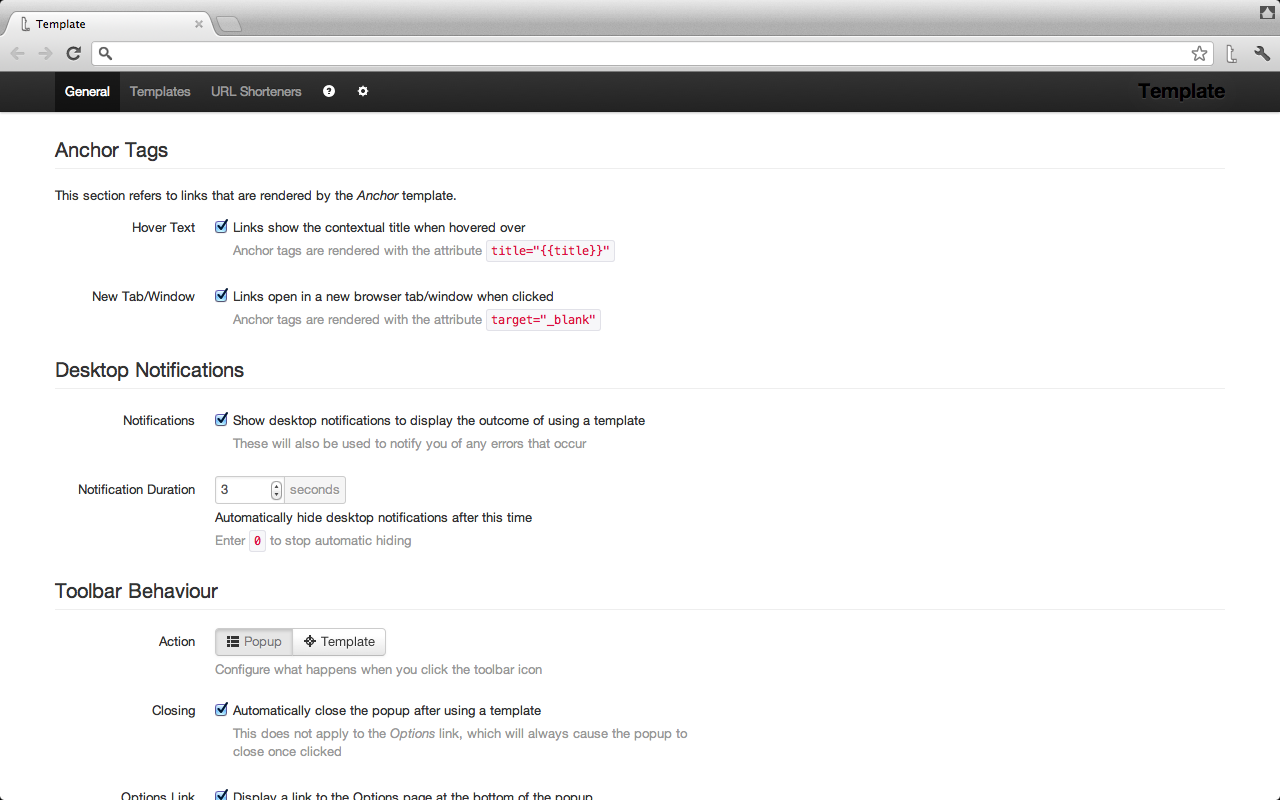 Template
General Templates URL Shorteners Template
Anchor Tags
This section refers to links that are rendered by the Anchor template.
Hover Text Links show the contextual title when hovered over
Anchor tags are rendered with the attribute title="{{title}}"
New Tab/Window Links open in a new browser tab/window when clicked
Anchor tags are rendered with the attribute target="_blank"
Desktop Notifications
Notifications Show desktop notifications to display the outcome of using a template
These will also be used to notify you of any errors that occur
Notification Duration 3 seconds
Automatically hide desktop notifications after this time
Enter 0 to stop automatic hiding
Toolbar Behaviour
Action Popup Template
Configure what happens when you click the toolbar icon
Closing Automatically close the popup after using a template
This does not apply to the Options link, which will always cause the popup to
close once clicked
Options Link Display a link to the Options page at the bottom of the popup